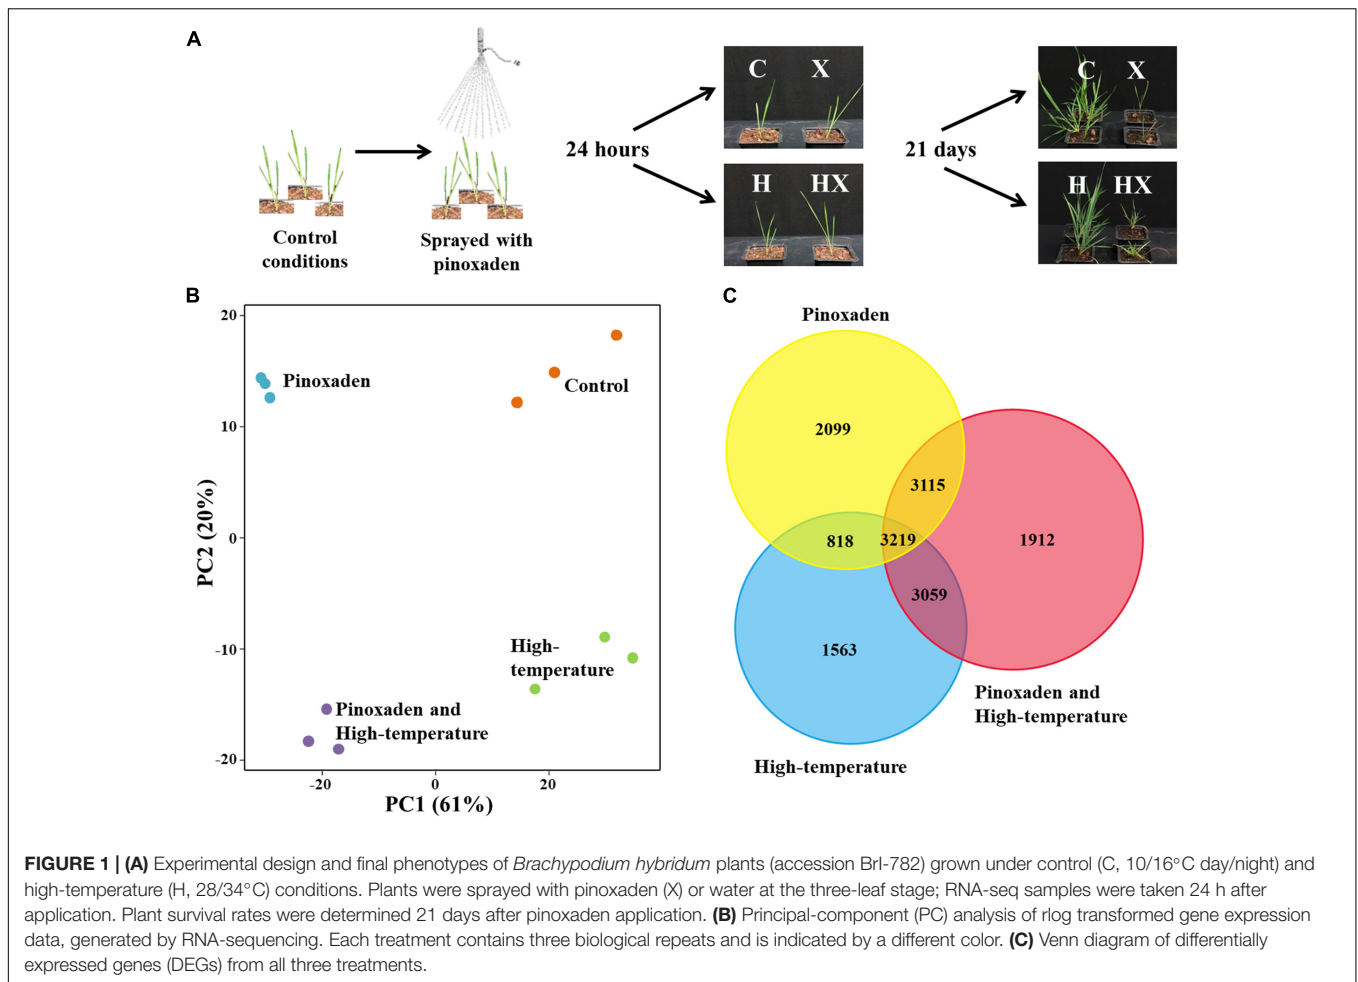 A
Control
conditions
Sprayed with
pinoxaden
24 hours
C X
H HX
21 days
C X
H HX
B
20
10
0
-10
-20
-20 0 20
PC2 (20%)
PC1 (61%)
Pinoxaden
Control
High-
temperature
Pinoxaden and
High-temperature
C
Pinoxaden
2099
3115
818
3219
1912
3059
1563
Pinoxaden and
High-temperature
High-temperature
FIGURE 1 | (A) Experimental design and final phenotypes of Brachypodium hybridum plants (accession BrI-782) grown under control (C, 10/16°C day/night) and
high-temperature (H, 28/34°C) conditions. Plants were sprayed with pinoxaden (X) or water at the three-leaf stage; RNA-seq samples were taken 24 h after
application. Plant survival rates were determined 21 days after pinoxaden application. (B) Principal-component (PC) analysis of rlog transformed gene expression
data, generated by RNA-sequencing. Each treatment contains three biological repeats and is indicated by a different color. (C) Venn diagram of differentially
expressed genes (DEGs) from all three treatments.